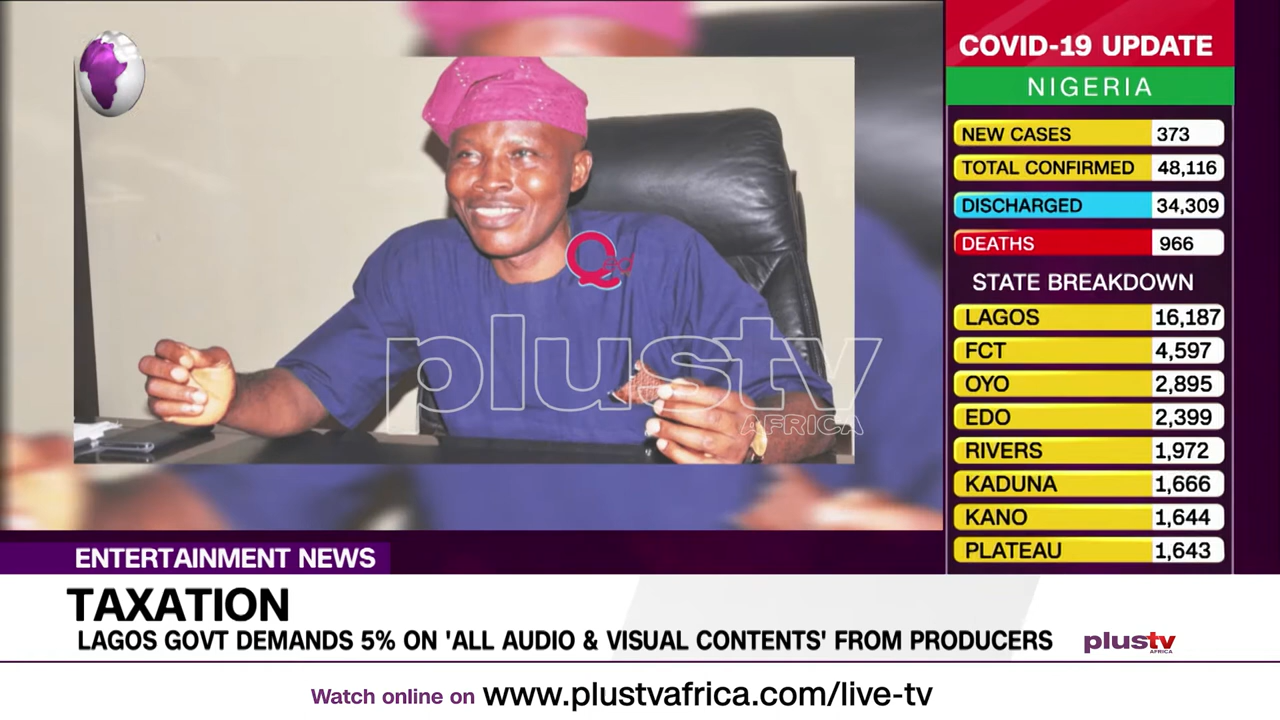 Qed
plustv
AFRICA
COVID-19 UPDATE
NIGERIA
NEW CASES 373
TOTAL CONFIRMED 48,116
DISCHARGED 34,309
DEATHS 966
STATE BREAKDOWN
LAGOS 16,187
FCT 4,597
OYO 2,895
EDO 2,399
RIVERS 1,972
KADUNA 1,666
KANO 1,644
PLATEAU 1,643
ENTERTAINMENT NEWS
TAXATION
LAGOS GOVT DEMANDS 5% ON 'ALL AUDIO & VISUAL CONTENTS' FROM PRODUCERS
plustv
AFRICA
Watch online on www.plustvafrica.com/live-tv